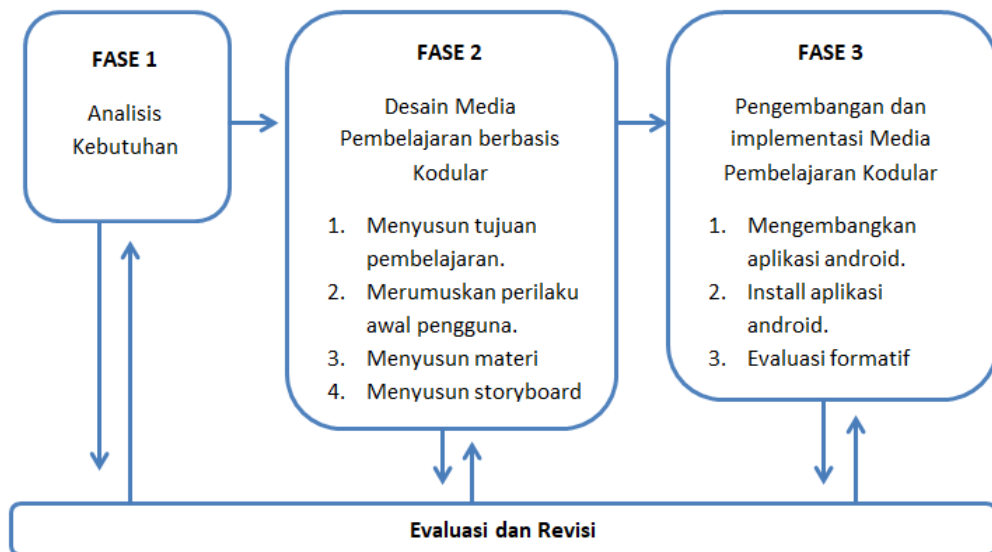 FASE 1
Analisis
Kebutuhan
FASE 2
Desain Media
Pembelajaran berbasis
Kodular
1. Menyusun tujuan
pembelajaran.
2. Merumuskan perilaku
awal pengguna.
3. Menyusun materi
4. Menyusun storyboard
FASE 3
Pengembangan dan
implementasi Media
Pembelajaran Kodular
1. Mengembangkan
aplikasi android.
2. Install aplikasi
android.
3. Evaluasi formatif
Evaluasi dan Revisi